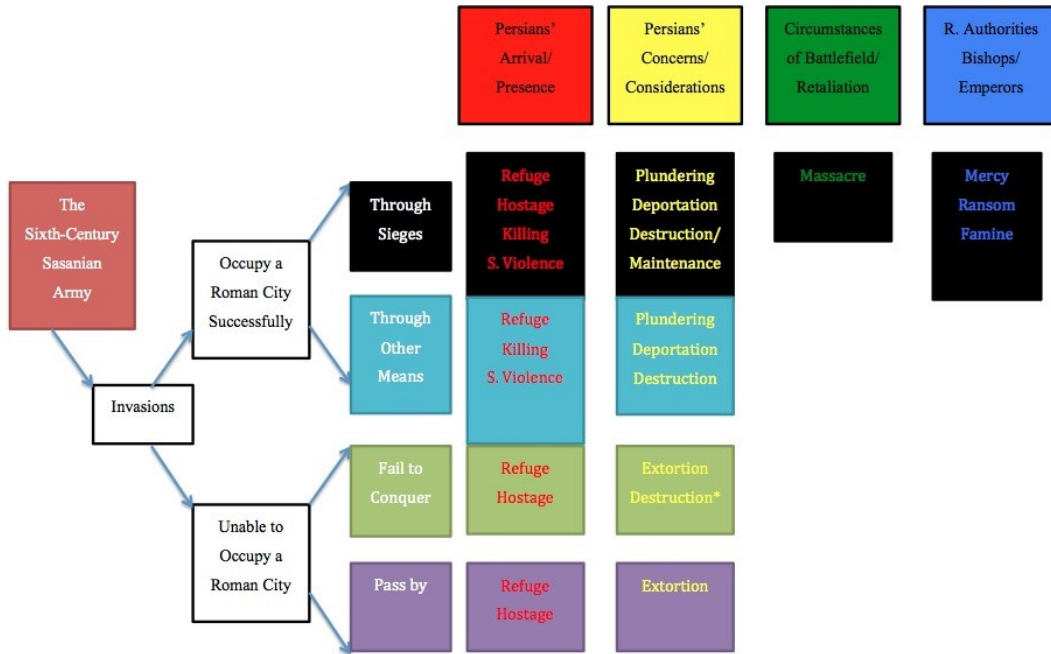 Persians'
Arrival/
Presence
Persians'
Concerns/
Considerations
Circumstances
of Battlefield/
Retaliation
R. Authorities
Bishops/
Emperors
The
Sixth-Century
Sasanian
Army
Invasions
Occupy a
Roman City
Successfully
Unable to
Occupy a
Roman City
Through
Sieges
Refuge
Hostage
Killing
S. Violence
Plundering
Deportation
Destruction/
Maintenance
Massacre
Mercy
Ransom
Famine
Through
Other
Means
Refuge
Killing
S. Violence
Plundering
Deportation
Destruction
Fail to
Conquer
Refuge
Hostage
Extortion
Destruction*
Pass by
Refuge
Hostage
Extortion